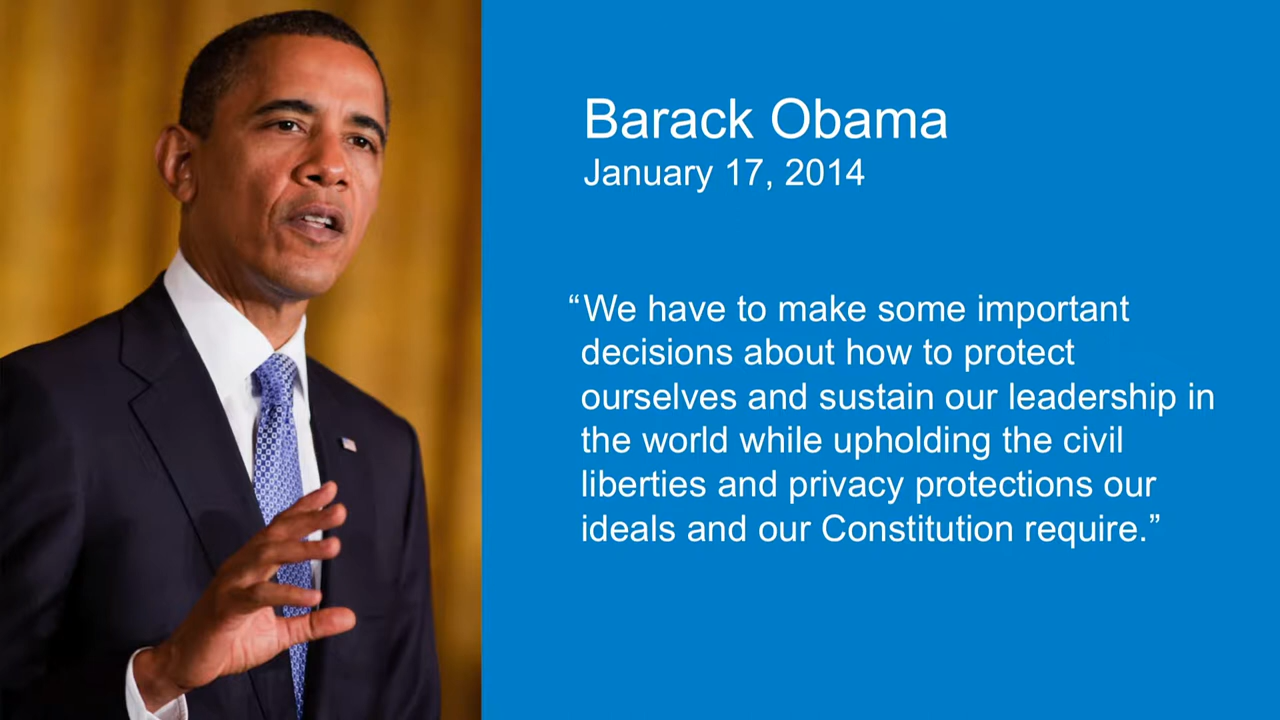 Barack Obama
January 17, 2014
“We have to make some important
decisions about how to protect
ourselves and sustain our leadership in
the world while upholding the civil
liberties and privacy protections our
ideals and our Constitution require.”